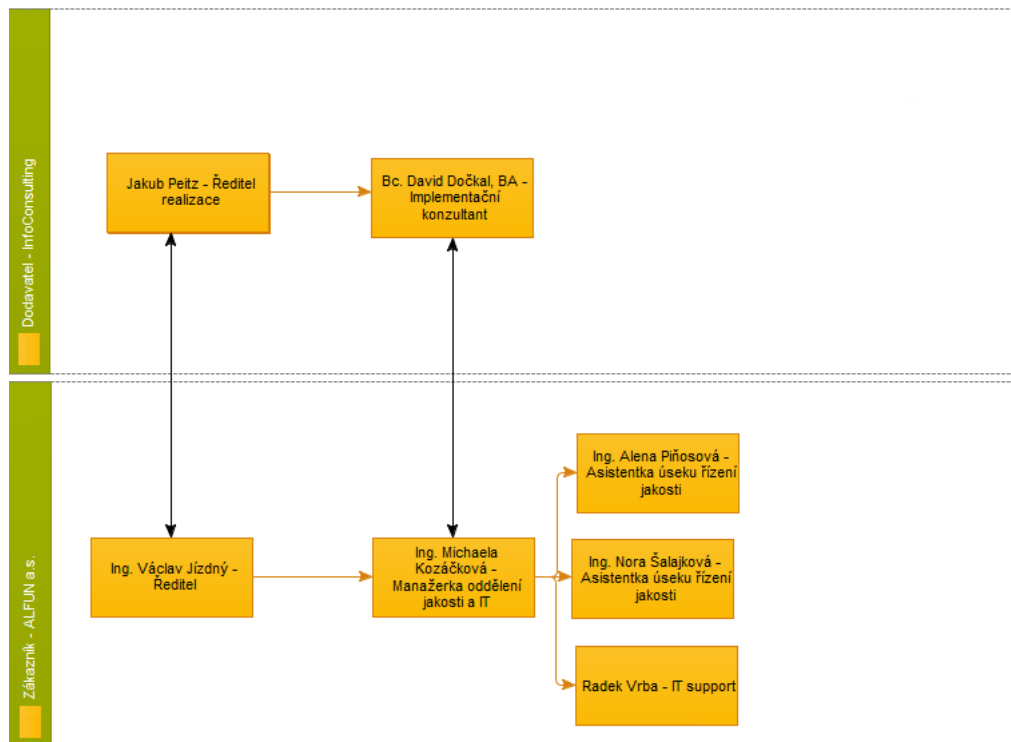 Dodavatel - InfoConsulting
Jakub Peitz - Ředitel
realizace
Bc. David Dočkal, BA -
Implementační
konzultant
Zákazník - ALFUN a.s.
Ing. Václav Jízdný -
Ředitel
Ing. Michaela
Kozáčková -
Manažerka oddělení
jakosti a IT
Ing. Alena Piňosová -
Asistentka úseku řízení
jakosti
Ing. Nora Šalajková -
Asistentka úseku řízení
jakosti
Radek Vrba - IT support